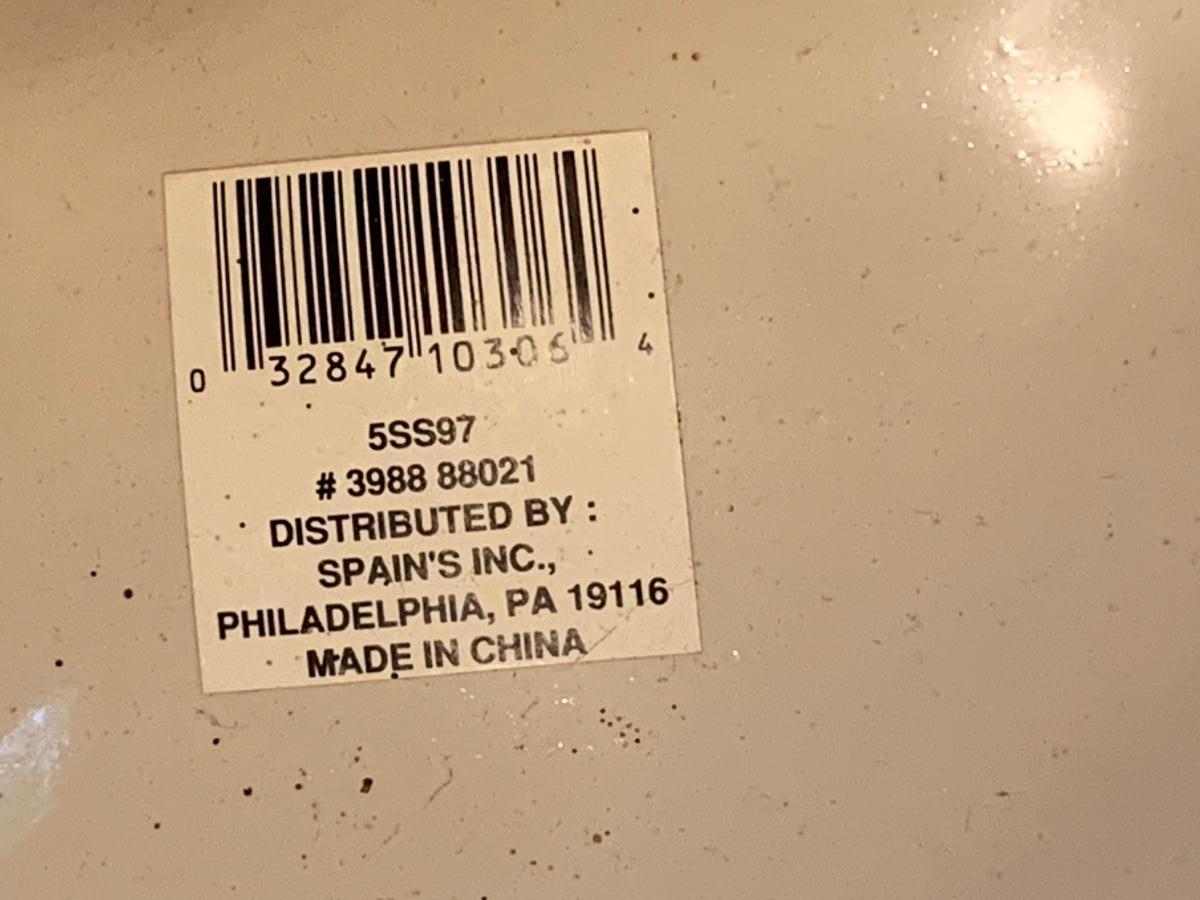 0 32847 10306 4
5SS97
# 3988 88021
DISTRIBUTED BY :
SPAIN'S INC.,
PHILADELPHIA, PA 19116
MADE IN CHINA